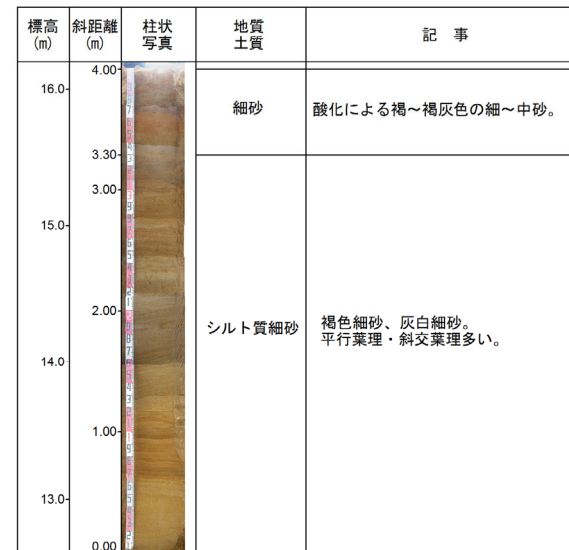 標高
(m)
斜距離
(m)
柱状
写真
地質
土質
記 事
4.00
16.0
細砂
酸化による褐～褐灰色の細～中砂。
3.30
3.00
15.0
2.00
シルト質細砂
褐色細砂、灰白細砂。
平行葉理・斜交葉理多い。
14.0
1.00
13.0
0.00